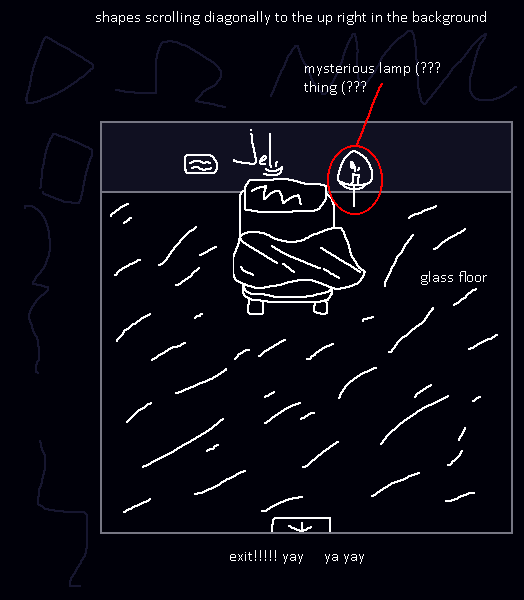 shapes scrolling diagonally to the up right in the background
mysterious lamp (???
thing (???
glass floor
exit!!!!! yay ya yay